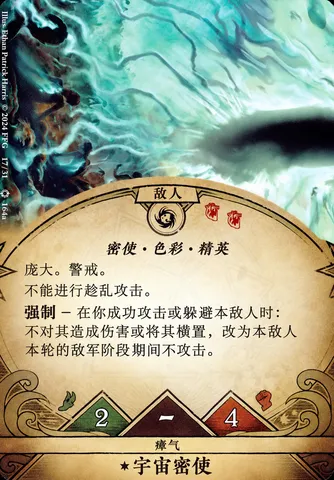 Illus. Ethan Patrick Harris © 2024 FFG 17/31 164a
敌人
密使·色彩·精英
庞大。警戒。
不能进行趁乱攻击。
强制 – 在你成功攻击或躲避本敌人时：
不对其造成伤害或将其横置，改为本敌人
本轮的敌军阶段期间不攻击。
2 – 4
瘴气
宇宙密使